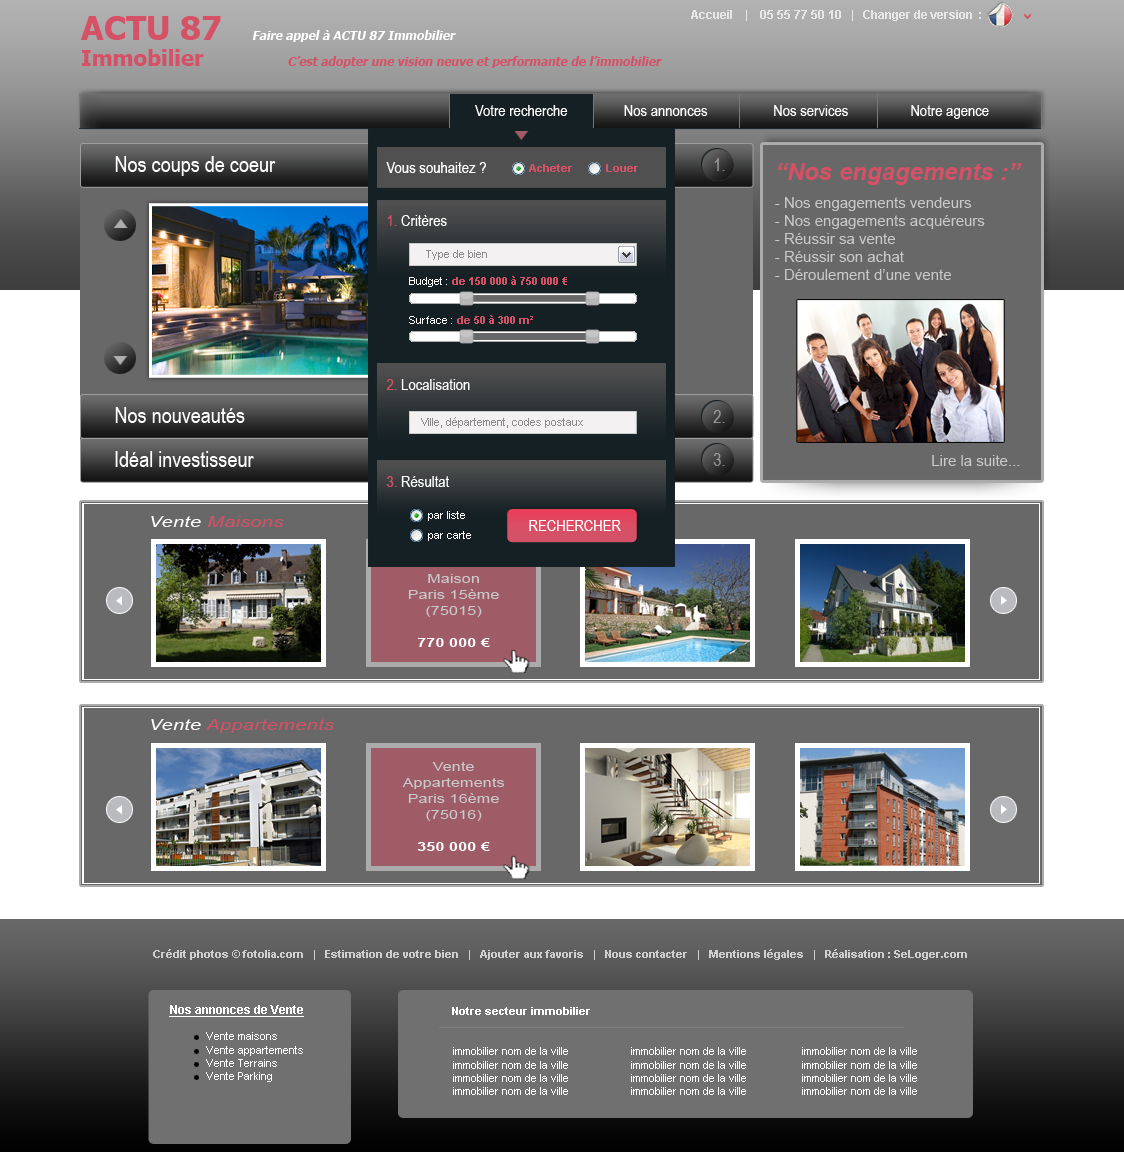 ACTU 87
Immobilier
Faire appel à ACTU 87 Immobilier
C'est adopter une vision neuve et performante de l'immobilier
Accueil | 05 55 77 50 10 | Changer de version :
Votre recherche
Nos annonces
Nos services
Notre agence
Nos coups de coeur
1.
Nos nouveautés
2.
Idéal investisseur
3.
Vous souhaitez ?
Acheter
Louer
1. Critères
Type de bien
Budget : de 150 000 à 750 000 €
Surface : de 50 à 300 m²
2. Localisation
Ville, département, codes postaux
3. Résultat
par liste
par carte
RECHERCHER
“Nos engagements :”
- Nos engagements vendeurs
- Nos engagements acquéreurs
- Réussir sa vente
- Réussir son achat
- Déroulement d’une vente
Lire la suite...
Vente Maisons
Maison
Paris 15ème
(75015)
770 000 €
Vente Appartements
Vente
Appartements
Paris 16ème
(75016)
350 000 €
Crédit photos © fotolia.com | Estimation de votre bien | Ajouter aux favoris | Nous contacter | Mentions légales | Réalisation : SeLoger.com
Nos annonces de Vente
Vente maisons
Vente appartements
Vente Terrains
Vente Parking
Notre secteur immobilier
immobilier nom de la ville
immobilier nom de la ville
immobilier nom de la ville
immobilier nom de la ville
immobilier nom de la ville
immobilier nom de la ville
immobilier nom de la ville
immobilier nom de la ville
immobilier nom de la ville
immobilier nom de la ville
immobilier nom de la ville
immobilier nom de la ville